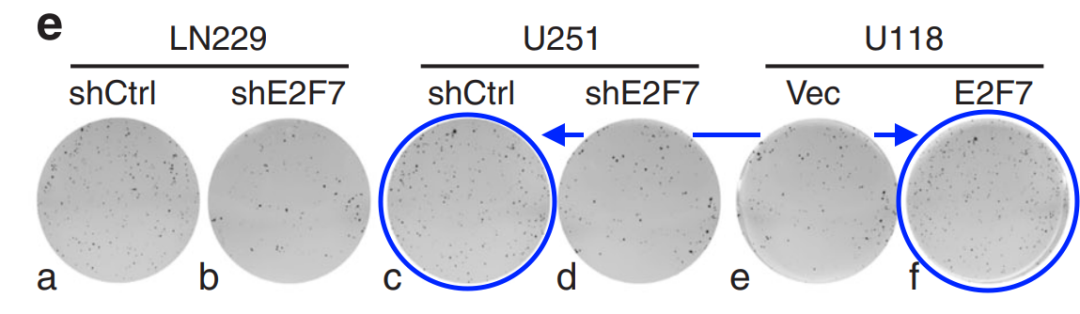 e
LN229 U251 U118
shCtrl shE2F7 shCtrl shE2F7 Vec E2F7
a b c d e f